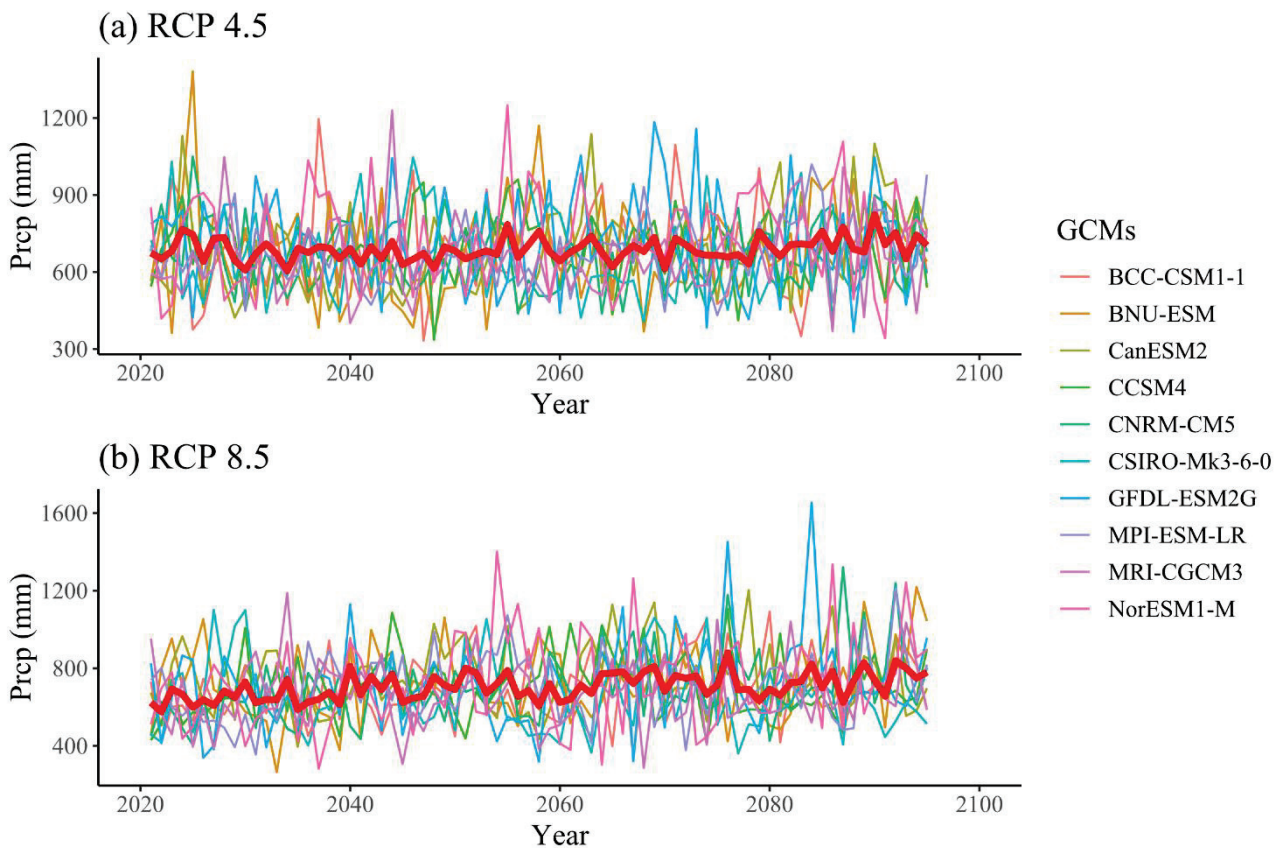 (a) RCP 4.5
1200
900
600
300
Prcp (mm)
2020 2040 2060 2080 2100
Year
(b) RCP 8.5
1600
1200
800
400
Prcp (mm)
2020 2040 2060 2080 2100
Year
GCMs
BCC-CSM1-1
BNU-ESM
CanESM2
CCSM4
CNRM-CM5
CSIRO-Mk3-6-0
GFDL-ESM2G
MPI-ESM-LR
MRI-CGCM3
NorESM1-M